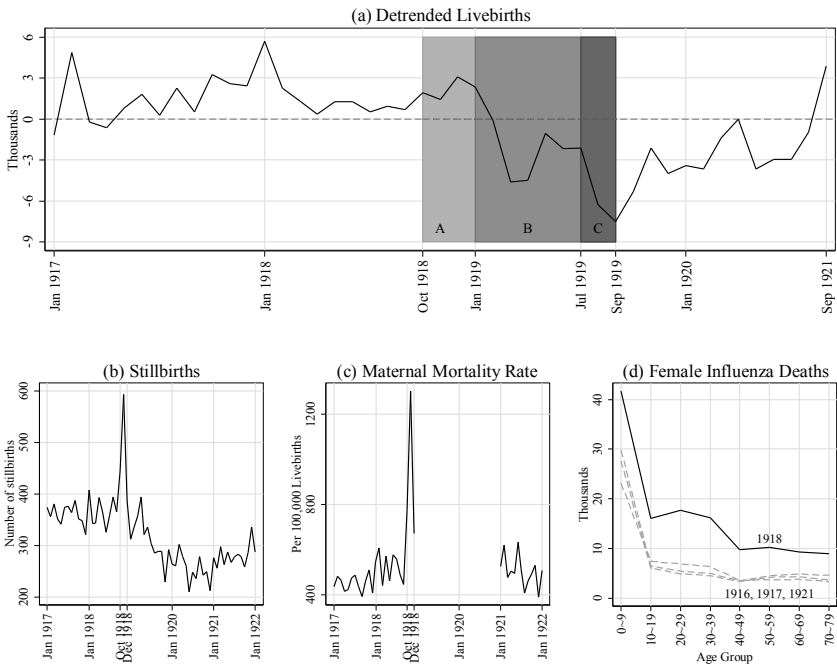 (a) Detrended Livebirths
Thousands
6
3
0
-3
-6
-9
A
B
C
Jan 1917
Jan 1918
Oct 1918
Jan 1919
Jul 1919
Sep 1919
Jan 1920
Sep 1921
(b) Stillbirths
Number of stillbirths
600
500
400
300
200
Jan 1917
Jan 1918
Oct 1918
Dec 1918
Jan 1920
Jan 1921
Jan 1922
(c) Maternal Mortality Rate
Per 100,000 Livebirths
1200
800
400
Jan 1917
Jan 1918
Oct 1918
Dec 1918
Jan 1920
Jan 1921
Jan 1922
(d) Female Influenza Deaths
Thousands
40
30
20
10
0
1918
1916, 1917, 1921
0~9
10~19
20~29
30~39
40~49
50~59
60~69
70~79
Age Group